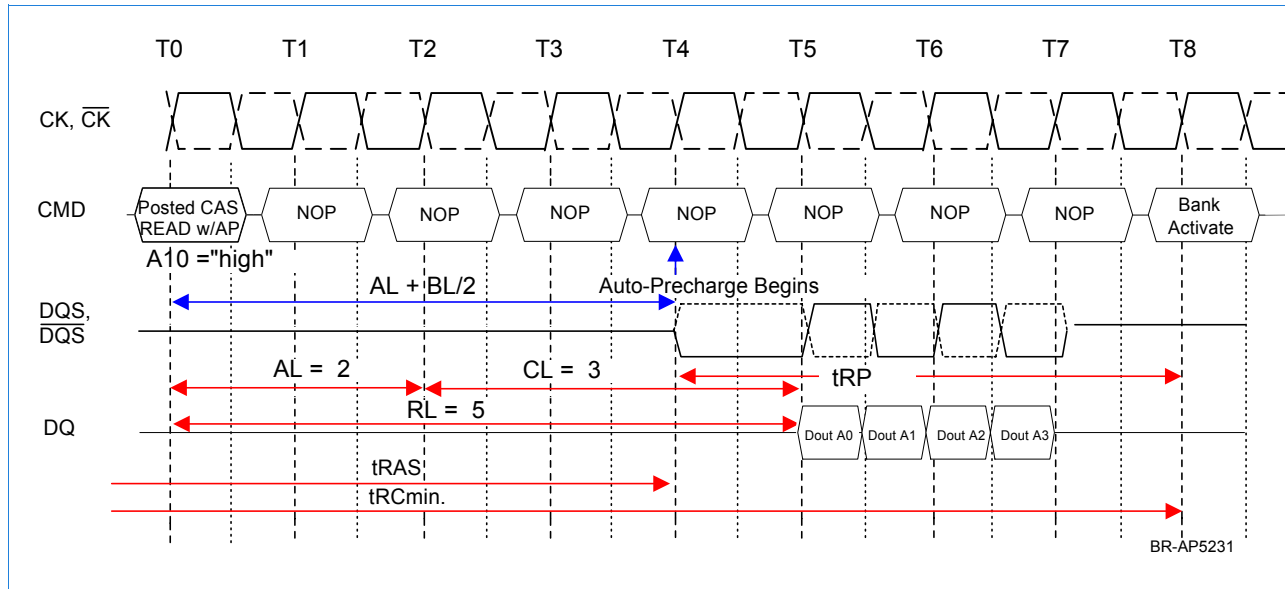 T0 T1 T2 T3 T4 T5 T6 T7 T8
CK, CK
CMD
Posted CAS
READ w/AP
NOP NOP NOP NOP NOP NOP NOP
Bank
Activate
A10 ="high"
AL + BL/2
Auto-Precharge Begins
DQS,
DQS
AL = 2
CL = 3
tRP
RL = 5
DQ
Dout A0 Dout A1 Dout A2 Dout A3
tRAS
tRCmin.
BR-AP5231